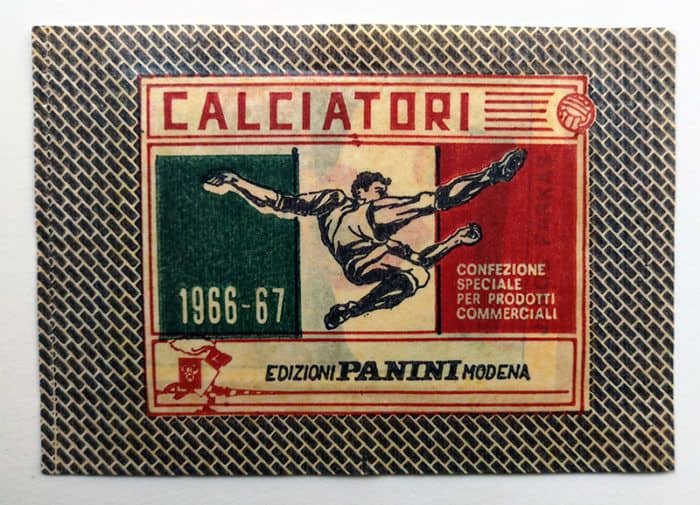 CALCIATORI
1966-67
CONFEZIONE
SPECIALE
PER PRODOTTI
COMMERCIALI
EDIZIONI PANINI MODENA